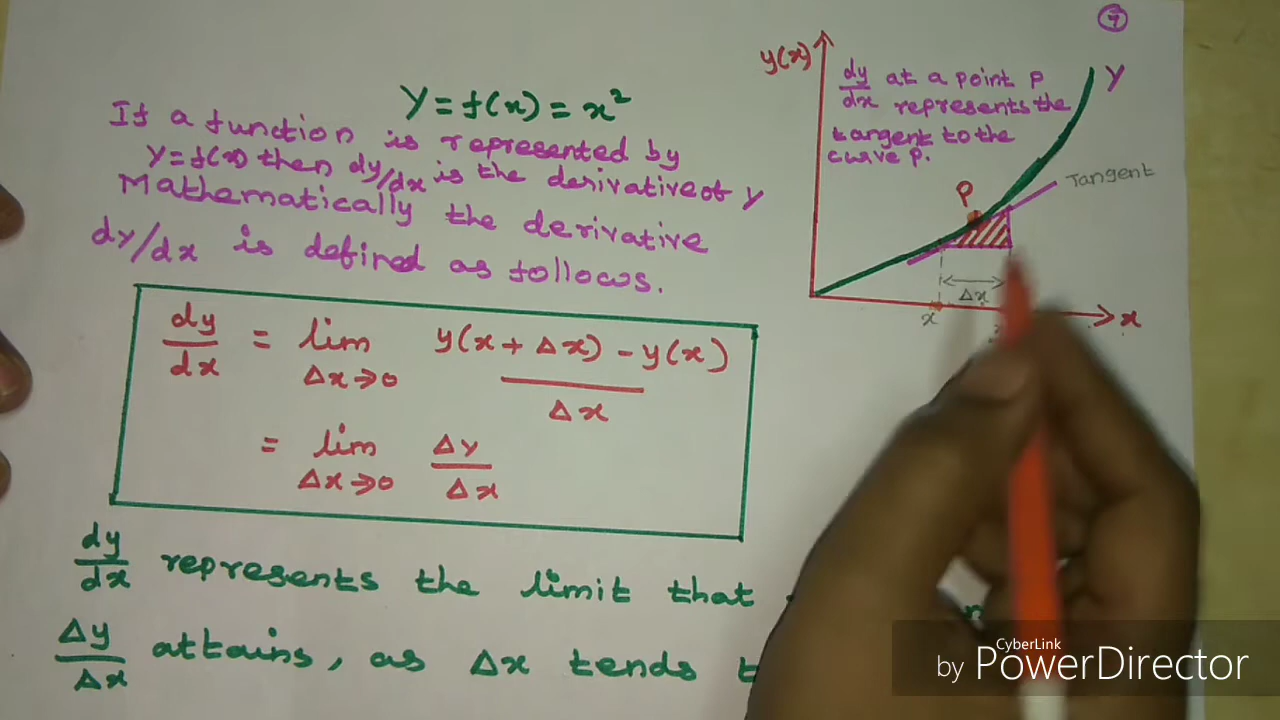 7
Y = f(x) = x²
If a function is represented by
Y = f(x) then dy/dx is the derivative of y
Mathematically the derivative
dy/dx is defined as follows.
dy/dx = lim Δx→0 y(x + Δx) - y(x) / Δx
= lim Δx→0 Δy/Δx
dy/dx represents the limit that
Δy/Δx attains, as Δx tends
y(x)
dy/dx at a point P
represents the
tangent to the
curve P.
Y
Tangent
P
Δx
x
x
CyberLink
by PowerDirector